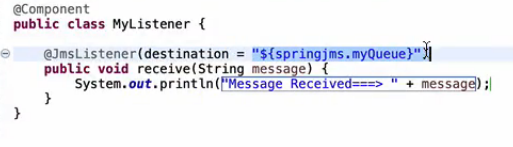 @Component
public class MyListener {
@JmsListener(destination = "${springjms.myQueue}")
public void receive(String message) {
System.out.println("Message Received===> " + message);
}
}